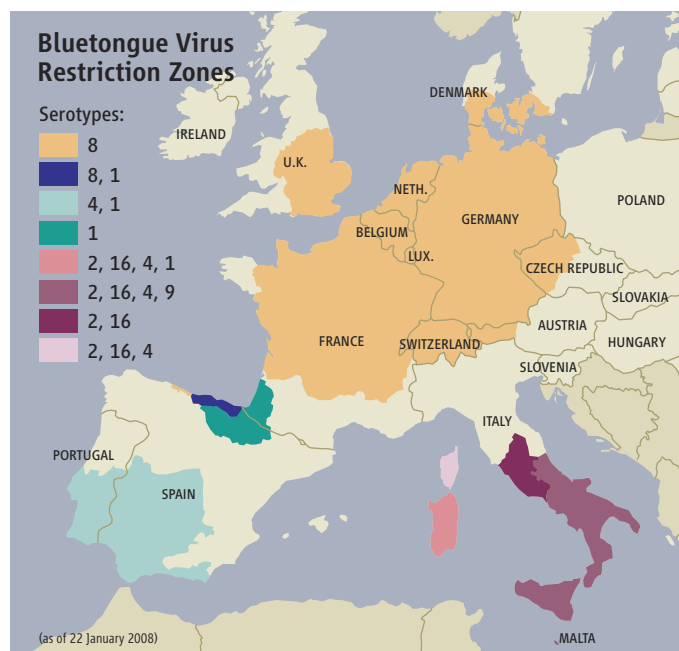 Bluetongue Virus
Restriction Zones
Serotypes:
8
8, 1
4, 1
1
2, 16, 4, 1
2, 16, 4, 9
2, 16
2, 16, 4
DENMARK
IRELAND
U.K.
NETH.
POLAND
GERMANY
BELGIUM
LUX.
CZECH REPUBLIC
SLOVAKIA
AUSTRIA
FRANCE
SWITZERLAND
HUNGARY
SLOVENIA
ITALY
PORTUGAL
SPAIN
(as of 22 January 2008)
MALTA